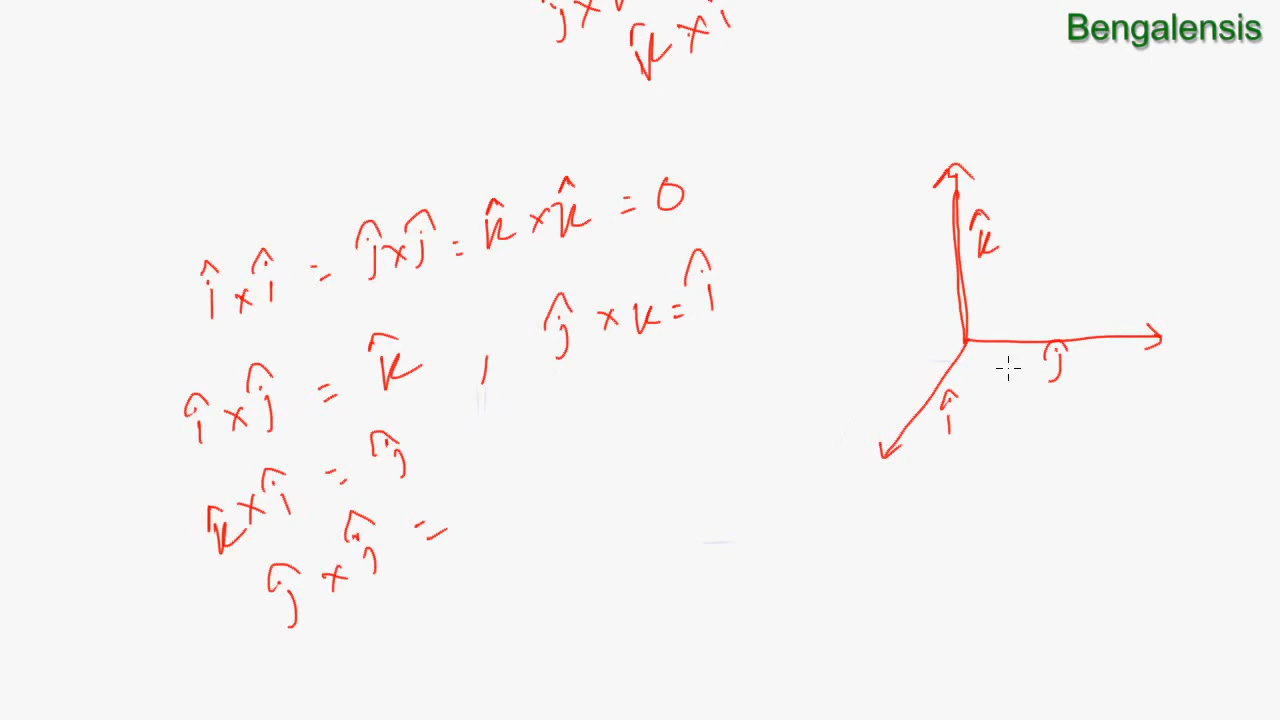 Bengalensis
k̂ ×
î × î = ĵ × ĵ = k̂ × k̂ = 0
î × ĵ = k̂ , ĵ × k = î
k̂ × î = ĵ
ĵ × ĵ =
k̂
ĵ
î